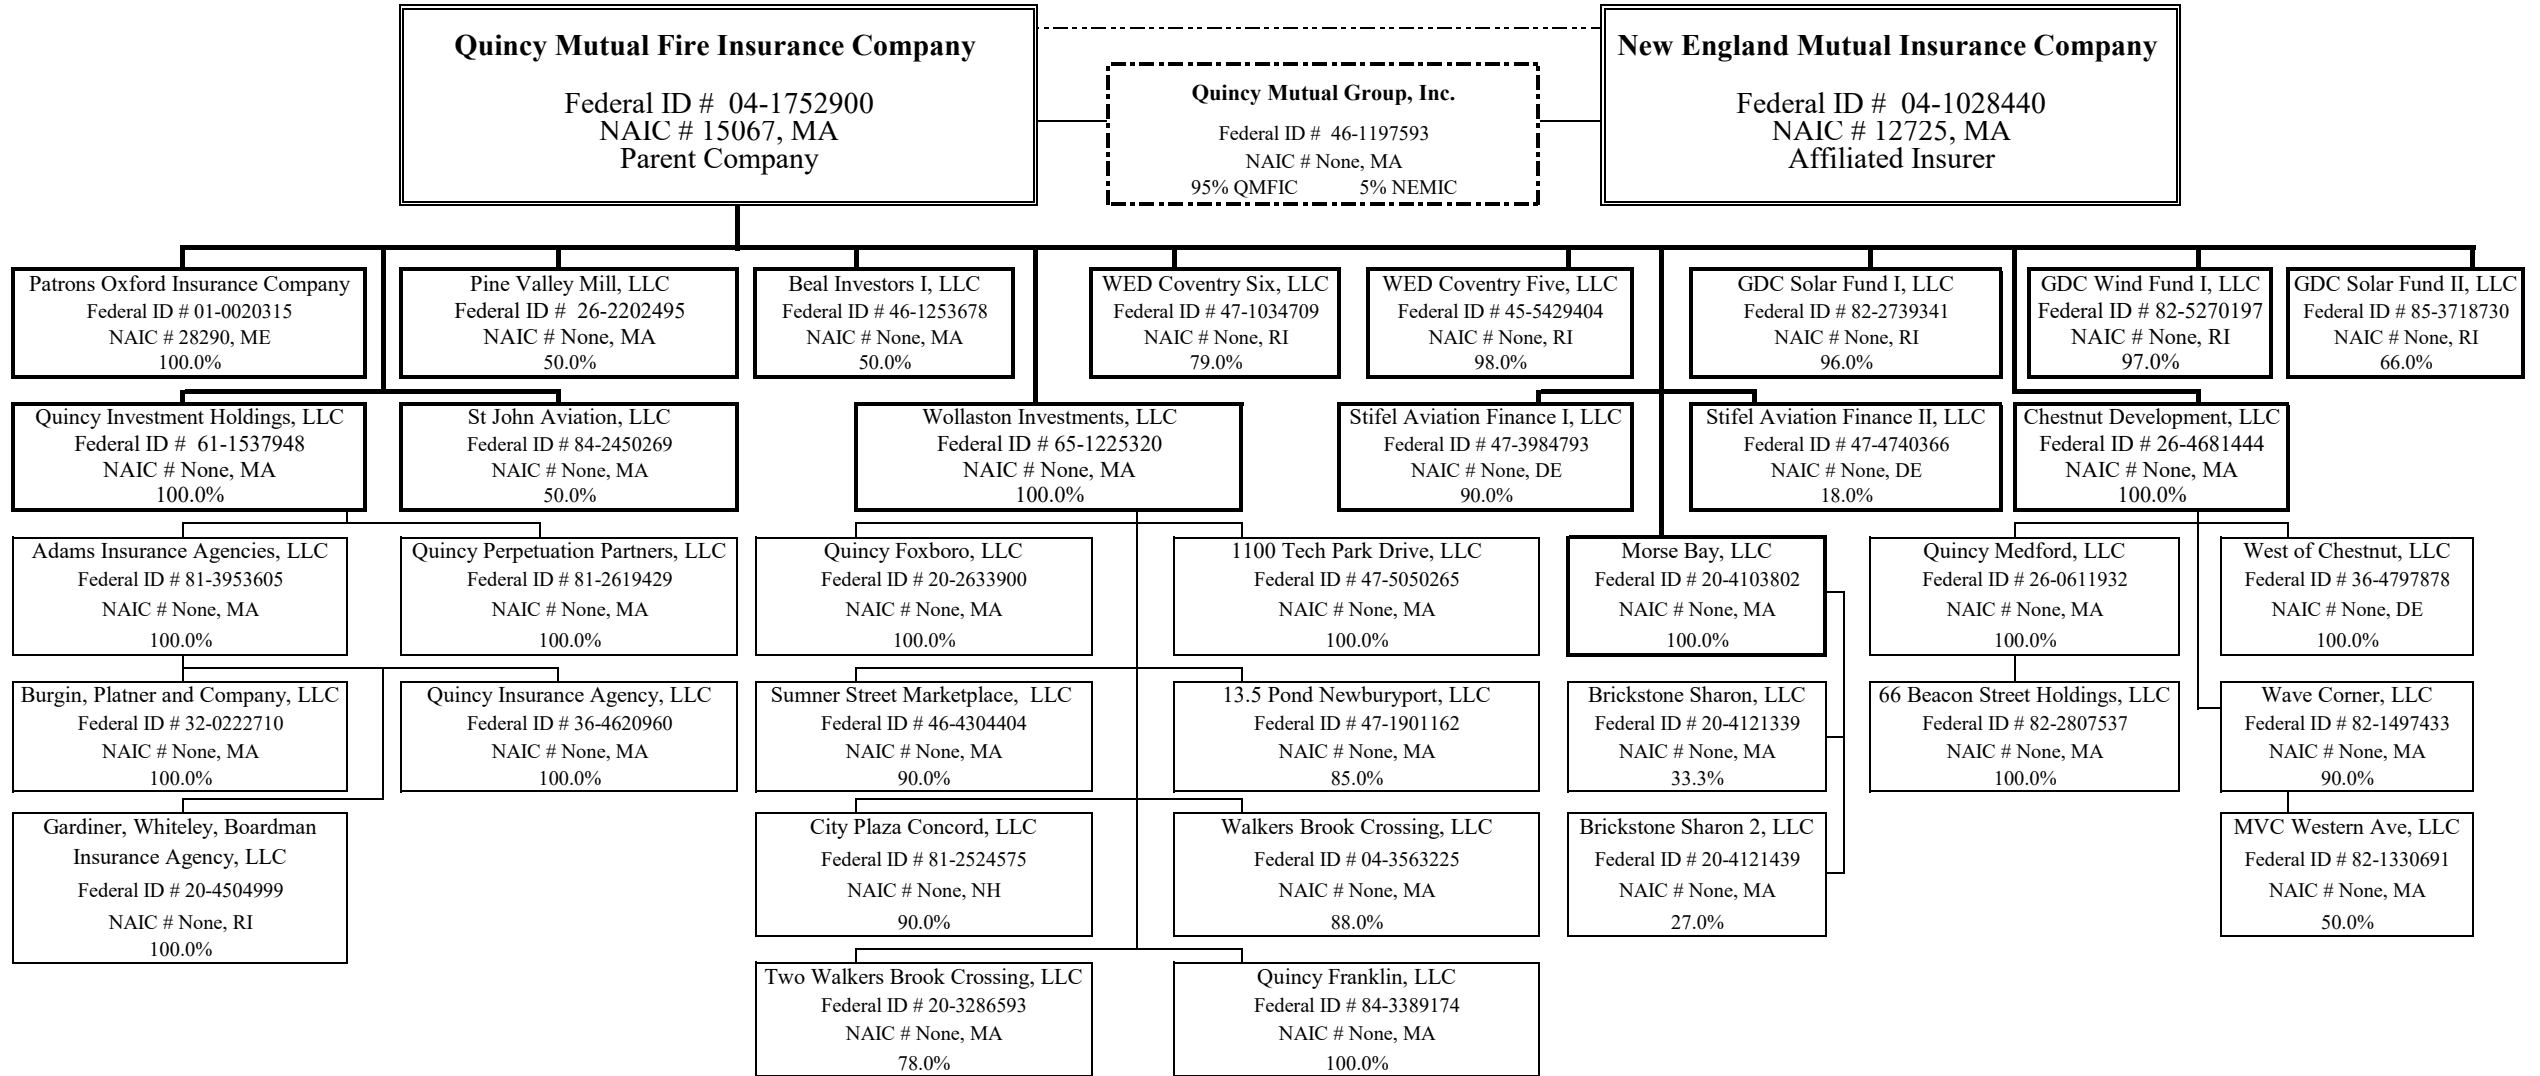 Quincy Mutual Fire Insurance Company
Federal ID # 04-1752900
NAIC # 15067, MA
Parent Company
Quincy Mutual Group, Inc.
Federal ID # 46-1197593
NAIC # None, MA
95% QMFIC 5% NEMIC
New England Mutual Insurance Company
Federal ID # 04-1028440
NAIC # 12725, MA
Affiliated Insurer
Patrons Oxford Insurance Company
Federal ID # 01-0020315
NAIC # 28290, ME
100.0%
Pine Valley Mill, LLC
Federal ID # 26-2202495
NAIC # None, MA
50.0%
Beal Investors I, LLC
Federal ID # 46-1253678
NAIC # None, MA
50.0%
WED Coventry Six, LLC
Federal ID # 47-1034709
NAIC # None, RI
79.0%
WED Coventry Five, LLC
Federal ID # 45-5429404
NAIC # None, RI
98.0%
GDC Solar Fund I, LLC
Federal ID # 82-2739341
NAIC # None, RI
96.0%
GDC Wind Fund I, LLC
Federal ID # 82-5270197
NAIC # None, RI
97.0%
GDC Solar Fund II, LLC
Federal ID # 85-3718730
NAIC # None, RI
66.0%
Quincy Investment Holdings, LLC
Federal ID # 61-1537948
NAIC # None, MA
100.0%
St John Aviation, LLC
Federal ID # 84-2450269
NAIC # None, MA
50.0%
Wollaston Investments, LLC
Federal ID # 65-1225320
NAIC # None, MA
100.0%
Stifel Aviation Finance I, LLC
Federal ID # 47-3984793
NAIC # None, DE
90.0%
Stifel Aviation Finance II, LLC
Federal ID # 47-4740366
NAIC # None, DE
18.0%
Chestnut Development, LLC
Federal ID # 26-4681444
NAIC # None, MA
100.0%
Adams Insurance Agencies, LLC
Federal ID # 81-3953605
NAIC # None, MA
100.0%
Quincy Perpetuation Partners, LLC
Federal ID # 81-2619429
NAIC # None, MA
100.0%
Quincy Foxboro, LLC
Federal ID # 20-2633900
NAIC # None, MA
100.0%
1100 Tech Park Drive, LLC
Federal ID # 47-5050265
NAIC # None, MA
100.0%
Morse Bay, LLC
Federal ID # 20-4103802
NAIC # None, MA
100.0%
Quincy Medford, LLC
Federal ID # 26-0611932
NAIC # None, MA
100.0%
West of Chestnut, LLC
Federal ID # 36-4797878
NAIC # None, DE
100.0%
Burgin, Platner and Company, LLC
Federal ID # 32-0222710
NAIC # None, MA
100.0%
Quincy Insurance Agency, LLC
Federal ID # 36-4620960
NAIC # None, MA
100.0%
Sumner Street Marketplace, LLC
Federal ID # 46-4304404
NAIC # None, MA
90.0%
13.5 Pond Newburyport, LLC
Federal ID # 47-1901162
NAIC # None, MA
85.0%
Brickstone Sharon, LLC
Federal ID # 20-4121339
NAIC # None, MA
33.3%
66 Beacon Street Holdings, LLC
Federal ID # 82-2807537
NAIC # None, MA
100.0%
Wave Corner, LLC
Federal ID # 82-1497433
NAIC # None, MA
90.0%
Gardiner, Whiteley, Boardman
Insurance Agency, LLC
Federal ID # 20-4504999
NAIC # None, RI
100.0%
City Plaza Concord, LLC
Federal ID # 81-2524575
NAIC # None, NH
90.0%
Walkers Brook Crossing, LLC
Federal ID # 04-3563225
NAIC # None, MA
88.0%
Brickstone Sharon 2, LLC
Federal ID # 20-4121439
NAIC # None, MA
27.0%
MVC Western Ave, LLC
Federal ID # 82-1330691
NAIC # None, MA
50.0%
Two Walkers Brook Crossing, LLC
Federal ID # 20-3286593
NAIC # None, MA
78.0%
Quincy Franklin, LLC
Federal ID # 84-3389174
NAIC # None, MA
100.0%